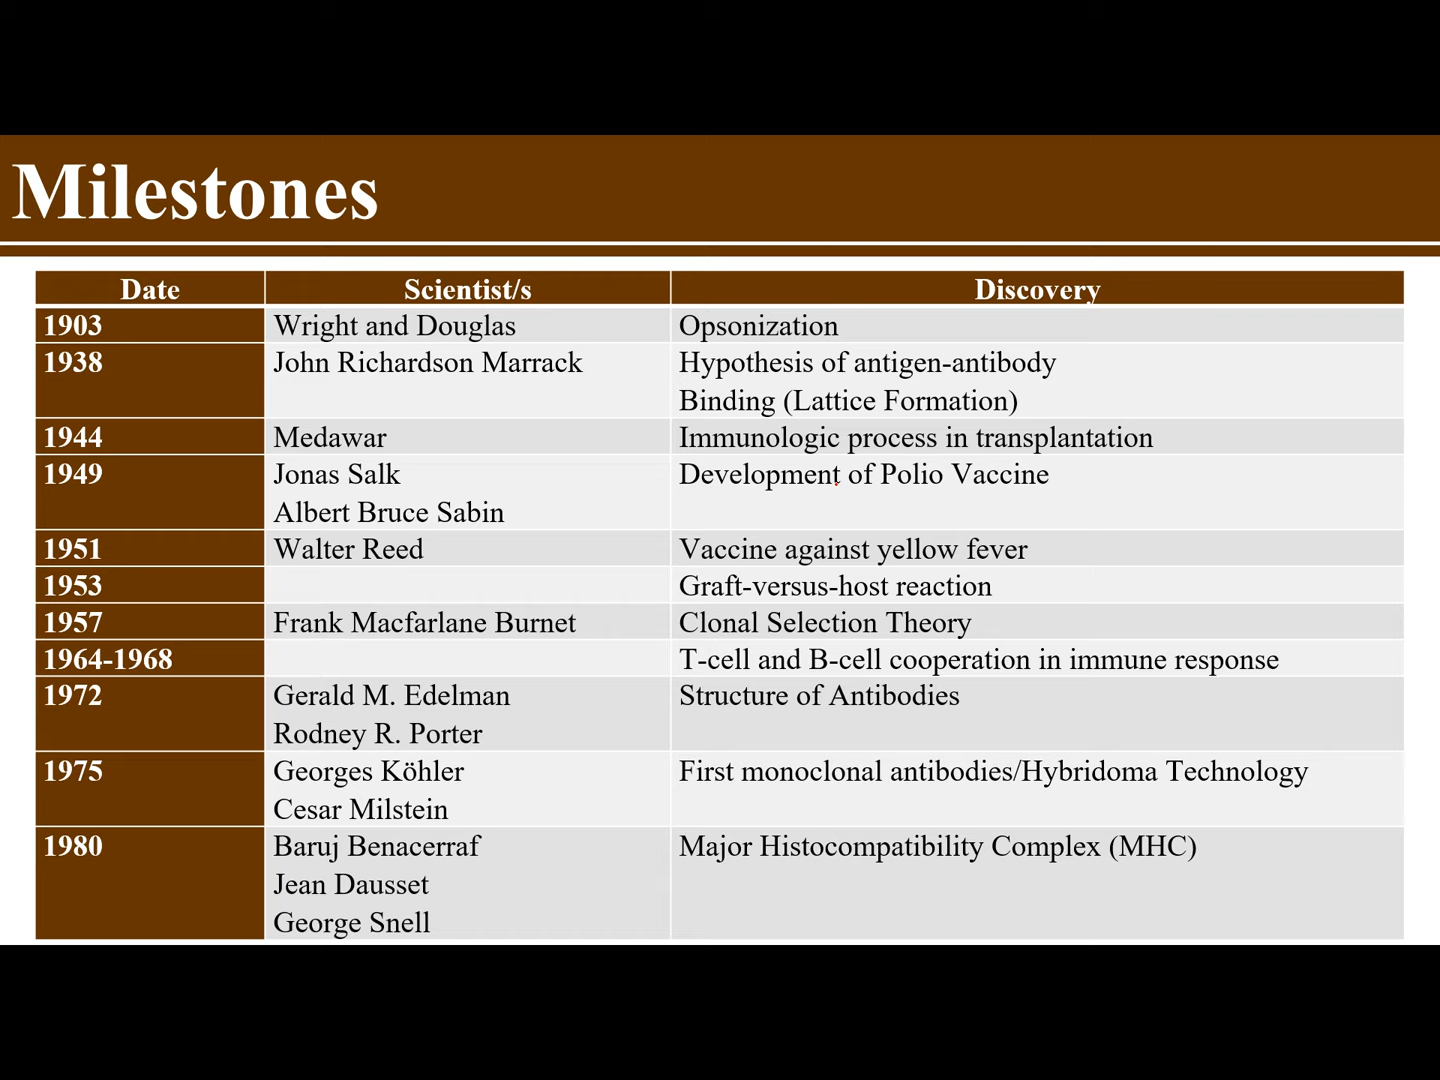 Milestones
Date Scientist/s Discovery
1903 Wright and Douglas Opsonization
1938 John Richardson Marrack Hypothesis of antigen-antibody
Binding (Lattice Formation)
1944 Medawar Immunologic process in transplantation
1949 Jonas Salk Development of Polio Vaccine
Albert Bruce Sabin
1951 Walter Reed Vaccine against yellow fever
1953 Graft-versus-host reaction
1957 Frank Macfarlane Burnet Clonal Selection Theory
1964-1968 T-cell and B-cell cooperation in immune response
1972 Gerald M. Edelman Structure of Antibodies
Rodney R. Porter
1975 Georges Köhler First monoclonal antibodies/Hybridoma Technology
Cesar Milstein
1980 Baruj Benacerraf Major Histocompatibility Complex (MHC)
Jean Dausset
George Snell